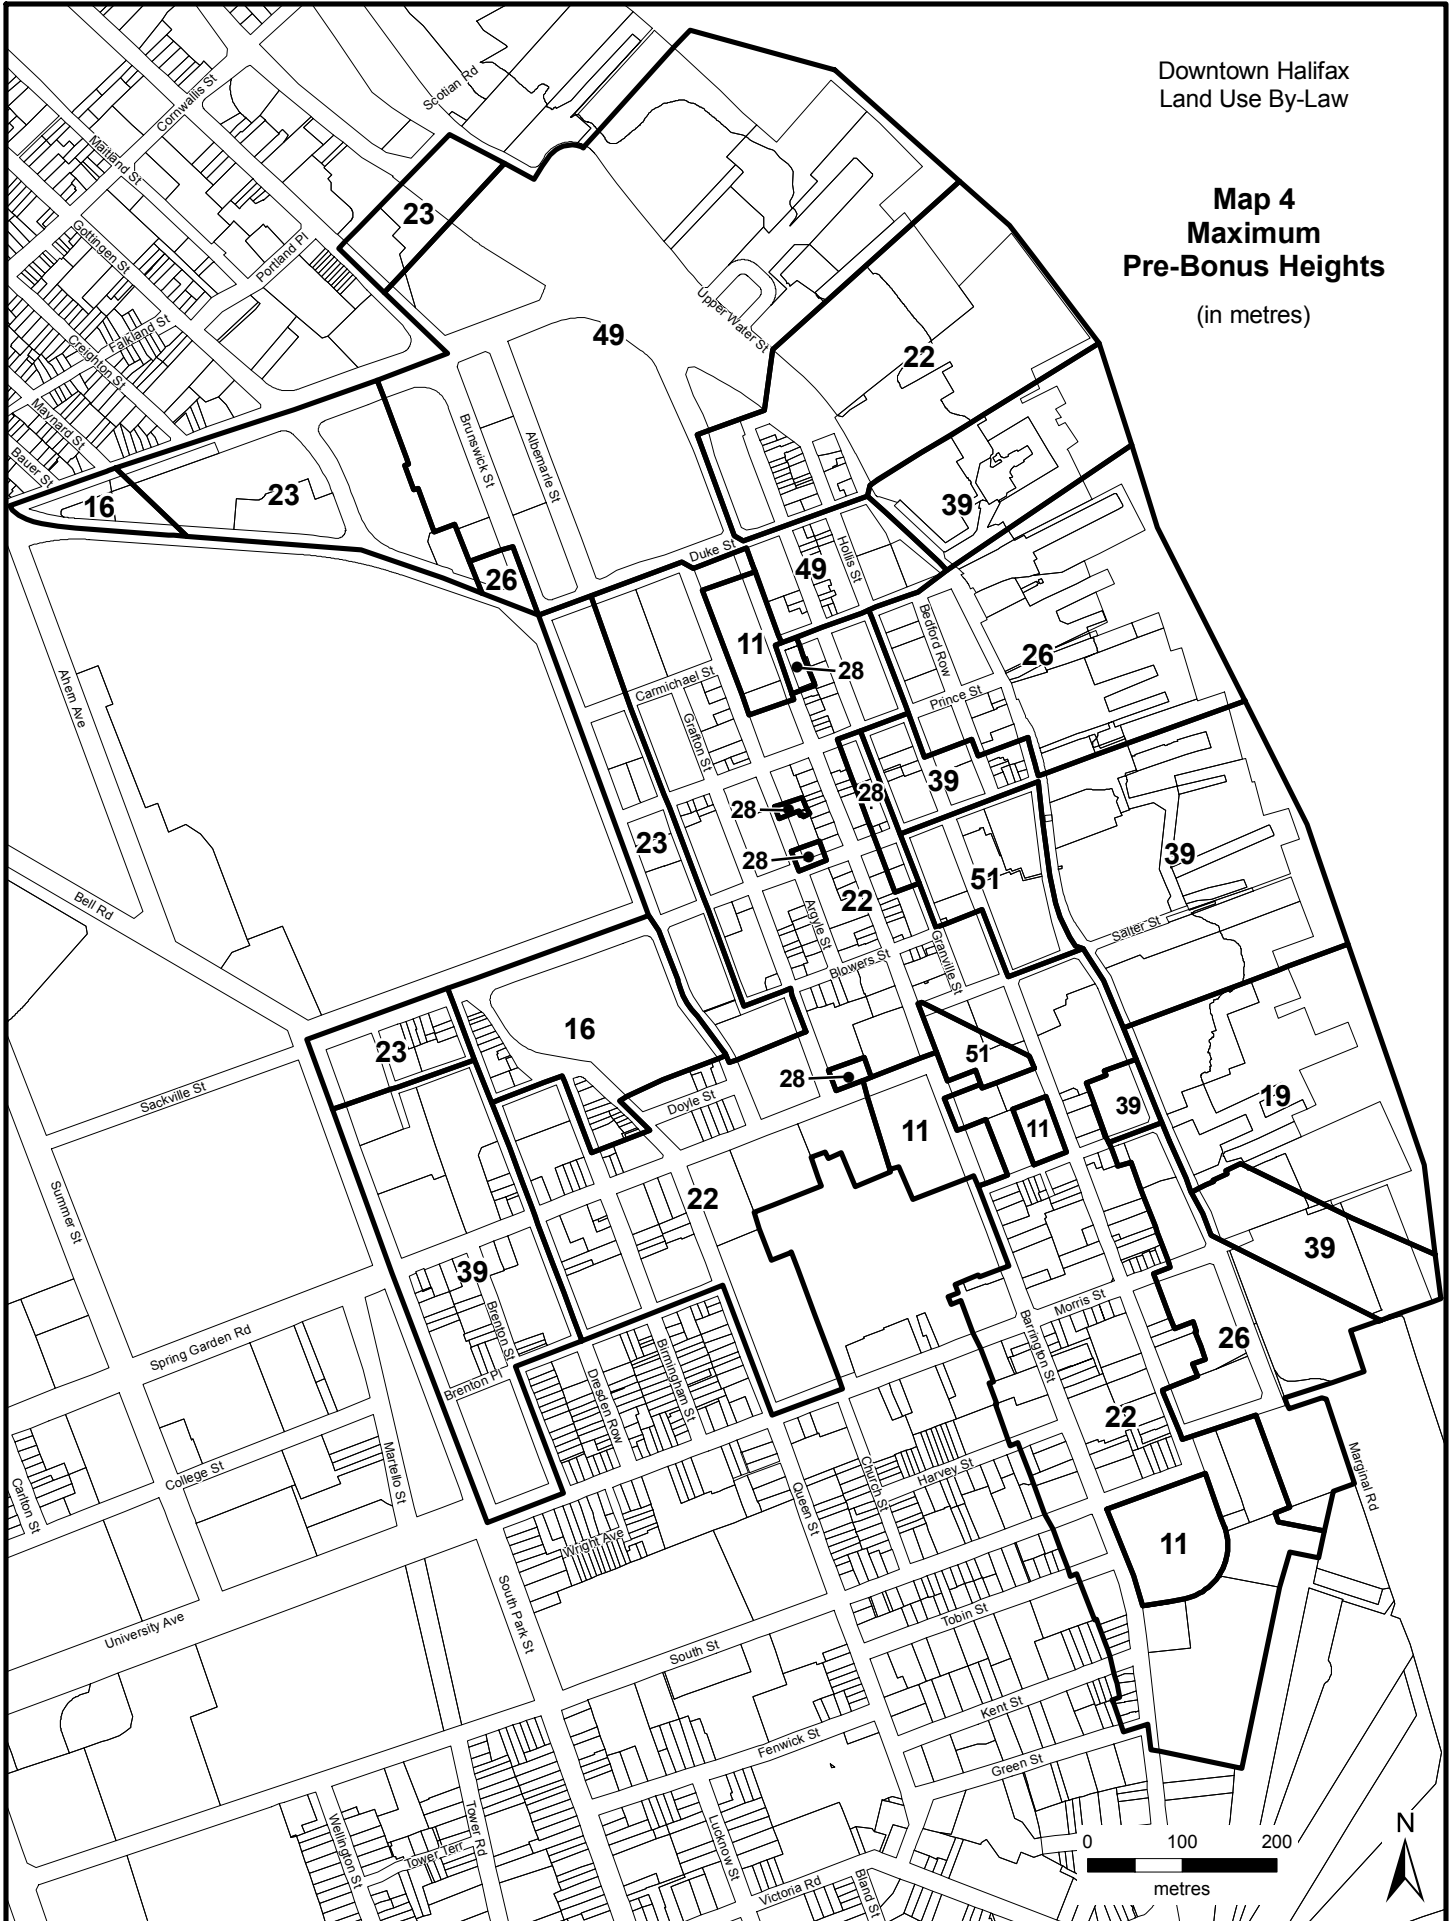 Downtown Halifax
Land Use By-Law
Map 4
Maximum
Pre-Bonus Heights
(in metres)
Scotian Rd
Cornwallis St
Maitland St
Gottingen St
Portland Pl
Falkland St
Creighton St
Maynard St
Bauer St
Upper Water St
Brunswick St
Albemarle St
23
49
22
16
23
39
26
Duke St
49
Hollis St
11
28
Bedford Row
26
Carmichael St
Prince St
Grafton St
Ahern Ave
28
28
39
28
23
28
39
51
22
Bell Rd
Argyle St
Granville St
Salter St
Blowers St
16
23
51
28
Sackville St
Doyle St
39
19
11
11
Summer St
22
39
39
Brenton St
Morris St
Barrington St
26
Spring Garden Rd
Brenton Pl
Dresden Row
Birmingham St
22
College St
Martello St
Carlton St
Queen St
Church St
Harvey St
Marginal Rd
Wright Ave
11
University Ave
South Park St
South St
Tobin St
Kent St
Fenwick St
Green St
Wellington St
Tower Rd
Tower Terr
Lucknow St
Victoria Rd
Bland St
0 100 200
metres
N